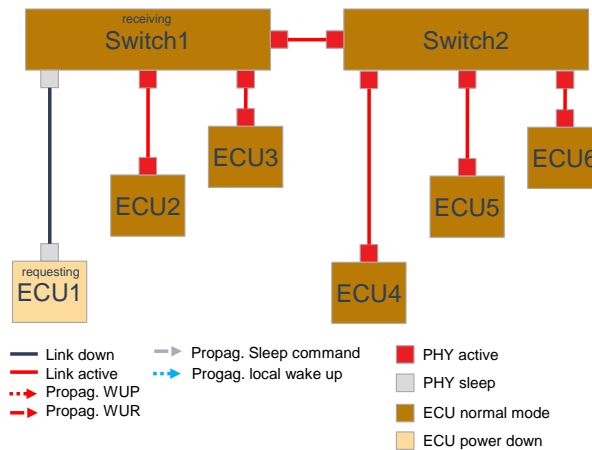 receiving
Switch1
Switch2
ECU3
ECU6
ECU2
ECU5
requesting
ECU1
ECU4
Link down
Link active
Propag. WUP
Propag. WUR
Propag. Sleep command
Progag. local wake up
PHY active
PHY sleep
ECU normal mode
ECU power down